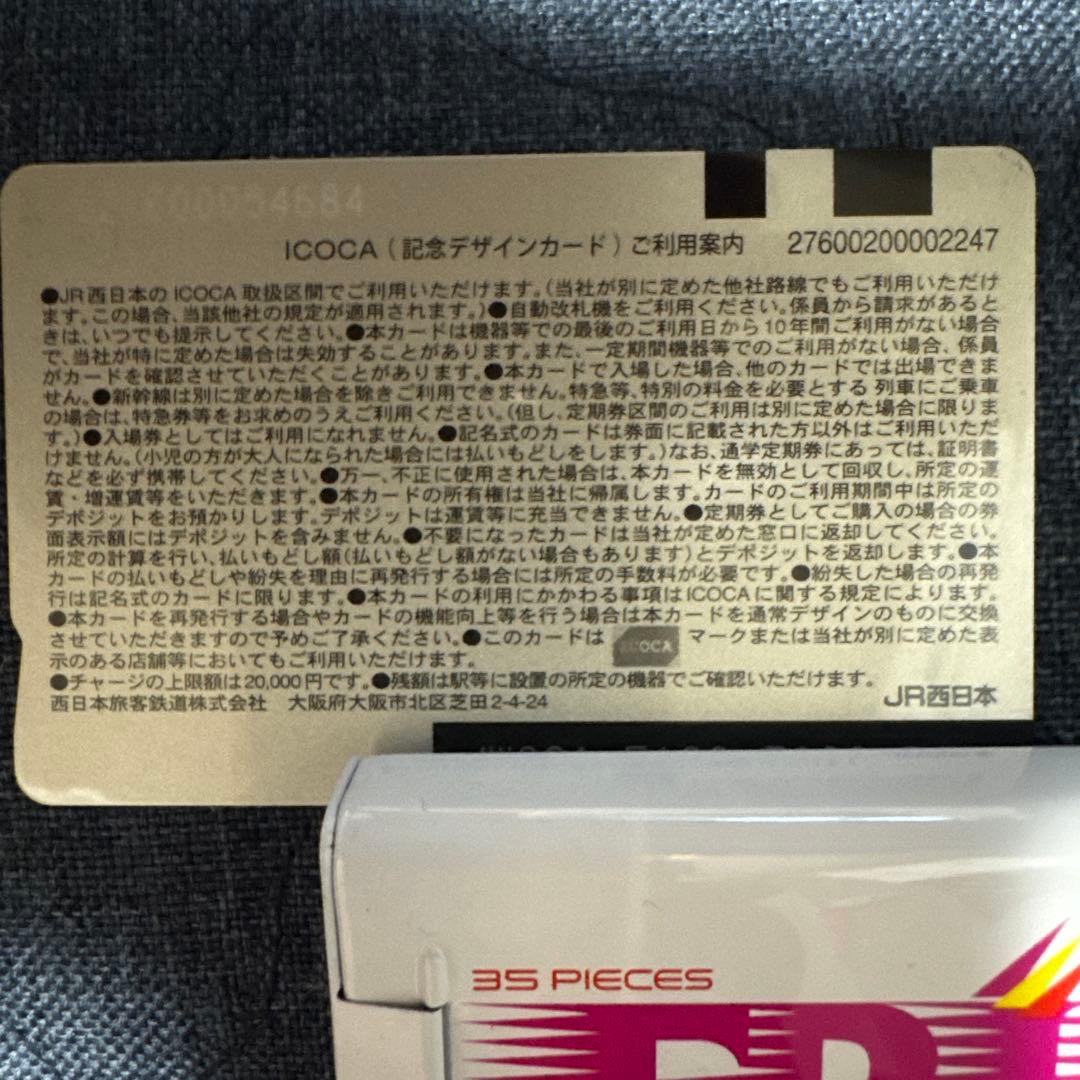 ICOCA(記念デザインカード)ご利用案内 27600200002247
●JR西日本のICOCA取扱区間でご利用いただけます。(当社が別に定めた他社路線でもご利用いただけ
ます。この場合、当該他社の規定が適用されます。)●自動改札機をご利用ください。係員から請求があると
きは、いつでも提示してください。●本カードは機器等での最後のご利用日から10年間ご利用がない場合
で、当社が特に定めた場合は失効することがあります。また、一定期間機器等でのご利用がない場合、係員
がカードを確認させていただくことがあります。●本カードで入場した場合、他のカードでは出場できま
せん。●新幹線は別に定めた場合を除きご利用できません。特急等、特別の料金を必要とする列車にご乗車
の場合は、特急券等をお求めのうえご利用ください。(但し、定期券区間のご利用は別に定めた場合に限りま
す。)●入場券としてはご利用になれません。●記名式のカードは券面に記載された方以外はご利用いただ
けません。(小児の方が大人になられた場合には払いもどしをします。)なお、通学定期券にあっては、証明書
などを必ず携帯してください。●万一、不正に使用された場合は、本カードを無効として回収し、所定の運
賃・増運賃等をいただきます。●本カードの所有権は当社に帰属します。カードのご利用期間中は所定の
デポジットをお預かりします。デポジットは運賃等に充当できません。●定期券としてご購入の場合の券
面表示額にはデポジットを含みません。●不要になったカードは当社が定めた窓口に返却してください。
所定の計算を行い、払いもどし額(払いもどし額がない場合もあります)とデポジットを返却します。●本
カードの払いもどしや紛失を理由に再発行する場合には所定の手数料が必要です。●紛失した場合の再発
行は記名式のカードに限ります。●本カードの利用にかかわる事項はICOCAに関する規定によります。
●本カードを再発行する場合やカードの機能向上等を行う場合は本カードを通常デザインのものに交換
させていただきますので予めご了承ください。●このカードは ICOCA マークまたは当社が別に定めた表
示のある店舗等においてもご利用いただけます。
●チャージの上限額は20,000円です。●残額は駅等に設置の所定の機器でご確認いただけます。
西日本旅客鉄道株式会社 大阪府大阪市北区芝田2-4-24 JR西日本
35 PIECES